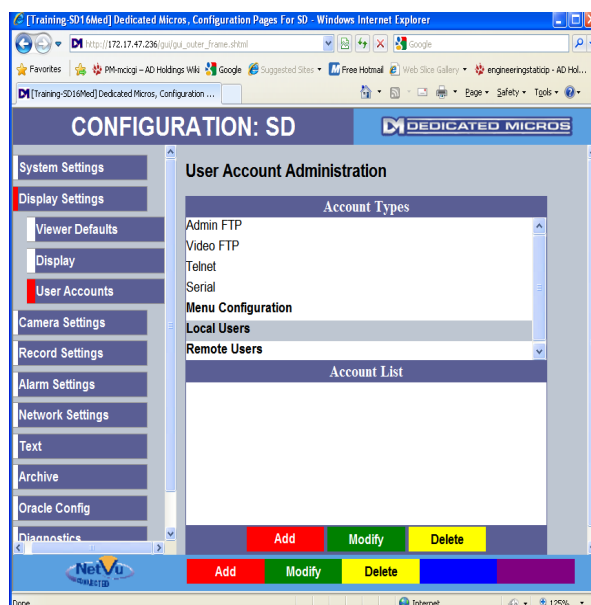 [Training-SD16Med] Dedicated Micros, Configuration Pages For SD - Windows Internet Explorer
http://172.17.47.236/gui/gui_outer_frame.shtml
Google
Favorites
PM-mcicgi – AD Holdings Wiki
Google
Suggested Sites
Free Hotmail
Web Slice Gallery
engineeringstaticip - AD Hol...
[Training-SD16Med] Dedicated Micros, Configuration ...
Page
Safety
Tools
CONFIGURATION: SD
DEDICATED MICROS
System Settings
Display Settings
Viewer Defaults
Display
User Accounts
Camera Settings
Record Settings
Alarm Settings
Network Settings
Text
Archive
Oracle Config
Diagnostics
User Account Administration
Account Types
Admin FTP
Video FTP
Telnet
Serial
Menu Configuration
Local Users
Remote Users
Account List
Add
Modify
Delete
NetVu
CONNECTED
Add
Modify
Delete
Done
Internet
125%